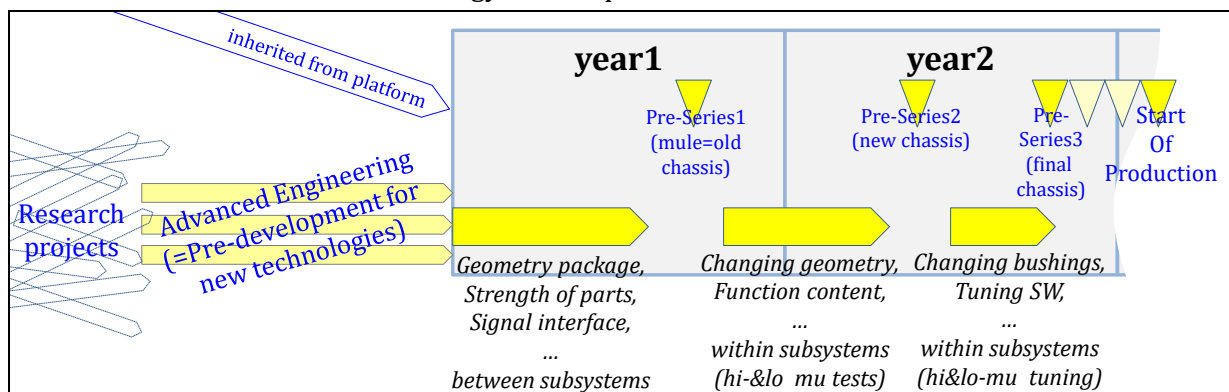 gy
inherited from platform
year1
year2
Pre-Series1
(mule=old
chassis)
Pre-Series2
(new chassis)
Pre-
Series3
(final
chassis)
Start
Of
Production
Research
projects
Advanced Engineering
(=Pre-development for
new technologies)
Geometry package,
Strength of parts,
Signal interface,
...
between subsystems
Changing geometry,
Function content,
...
within subsystems
(hi-&lo mu tests)
Changing bushings,
Tuning SW,
...
within subsystems
(hi&lo-mu tuning)